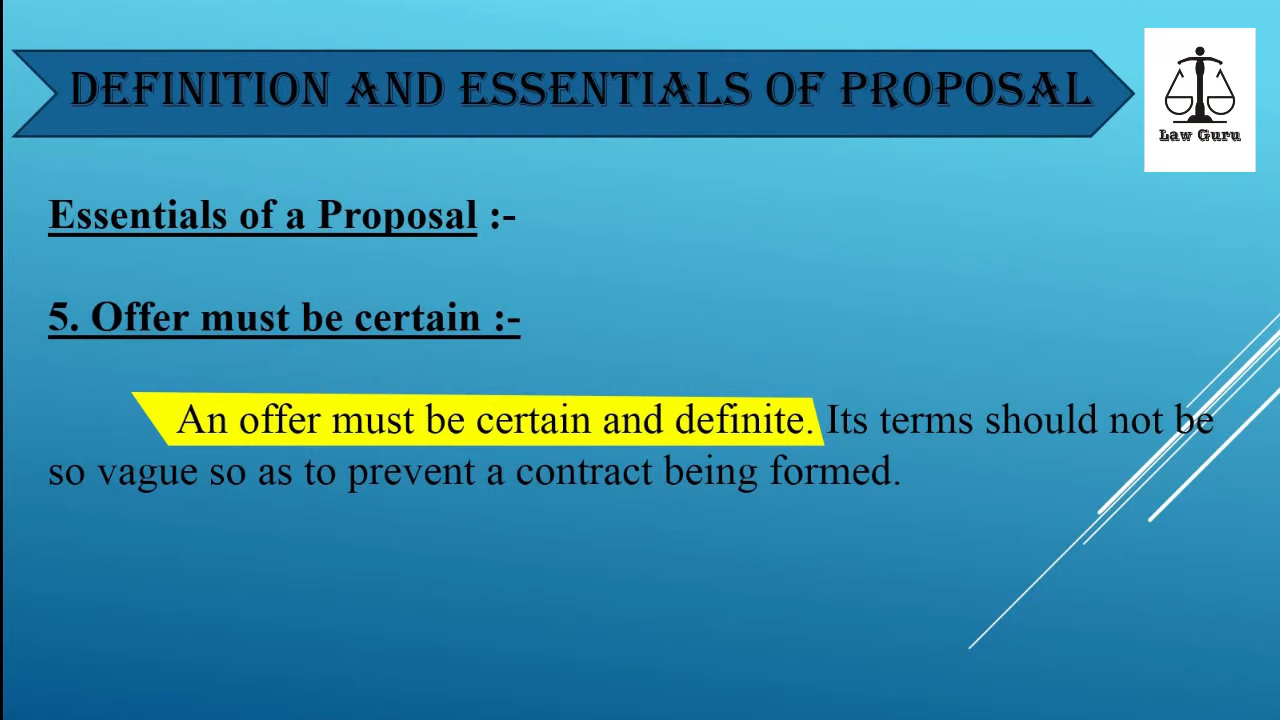 DEFINITION AND ESSENTIALS OF PROPOSAL
Law Guru
Essentials of a Proposal :-
5. Offer must be certain :-
An offer must be certain and definite. Its terms should not be
so vague so as to prevent a contract being formed.